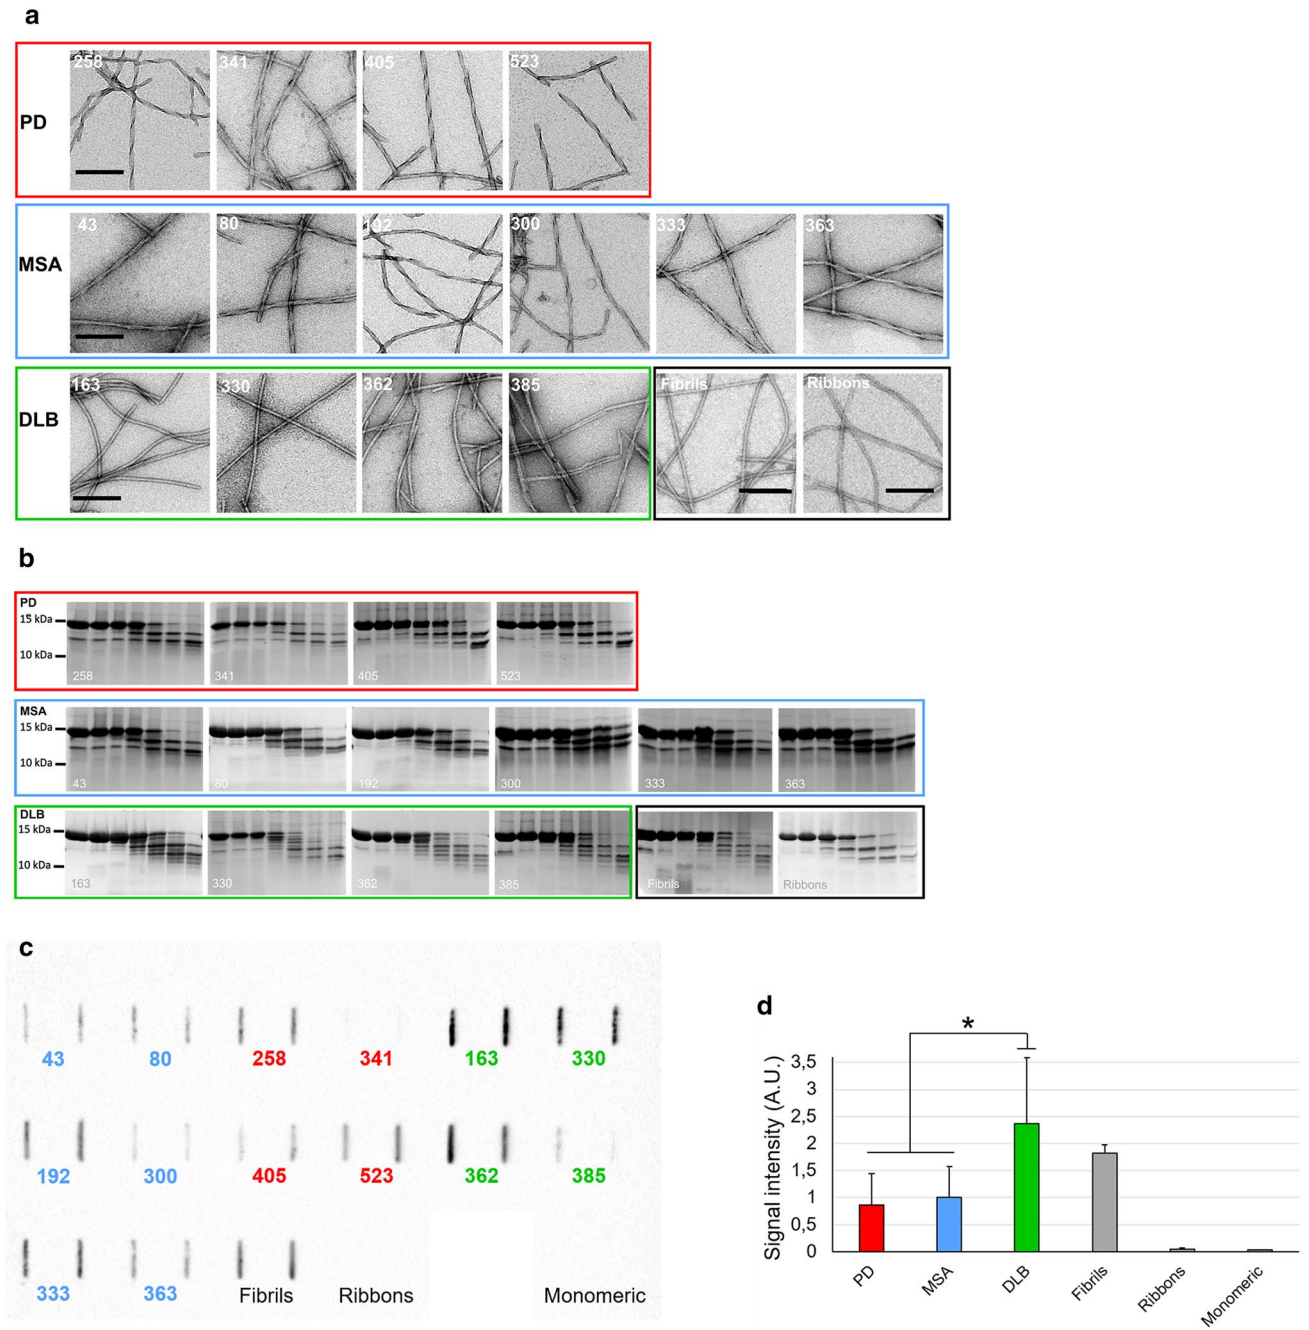 a
PD
258 341 405 523
MSA
43 80 192 300 333 363
DLB
163 330 362 385 Fibrils Ribbons
b
PD
15 kDa
10 kDa
258 341 405 523
MSA
15 kDa
10 kDa
43 80 192 300 333 363
DLB
15 kDa
10 kDa
163 330 362 385 Fibrils Ribbons
c
43 80 258 341 163 330
192 300 405 523 362 385
333 363 Fibrils Ribbons Monomeric
d
*
Signal intensity (A.U.)
3,5
3
2,5
2
1,5
1
0,5
0
PD MSA DLB Fibrils Ribbons Monomeric